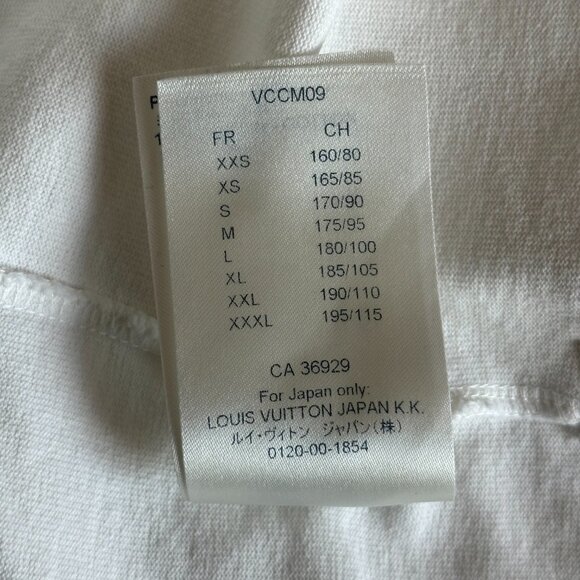 VCCM09
FR CH
XXS 160/80
XS 165/85
S 170/90
M 175/95
L 180/100
XL 185/105
XXL 190/110
XXXL 195/115
CA 36929
For Japan only:
LOUIS VUITTON JAPAN K.K.
ルイ・ヴィトン ジャパン(株)
0120-00-1854